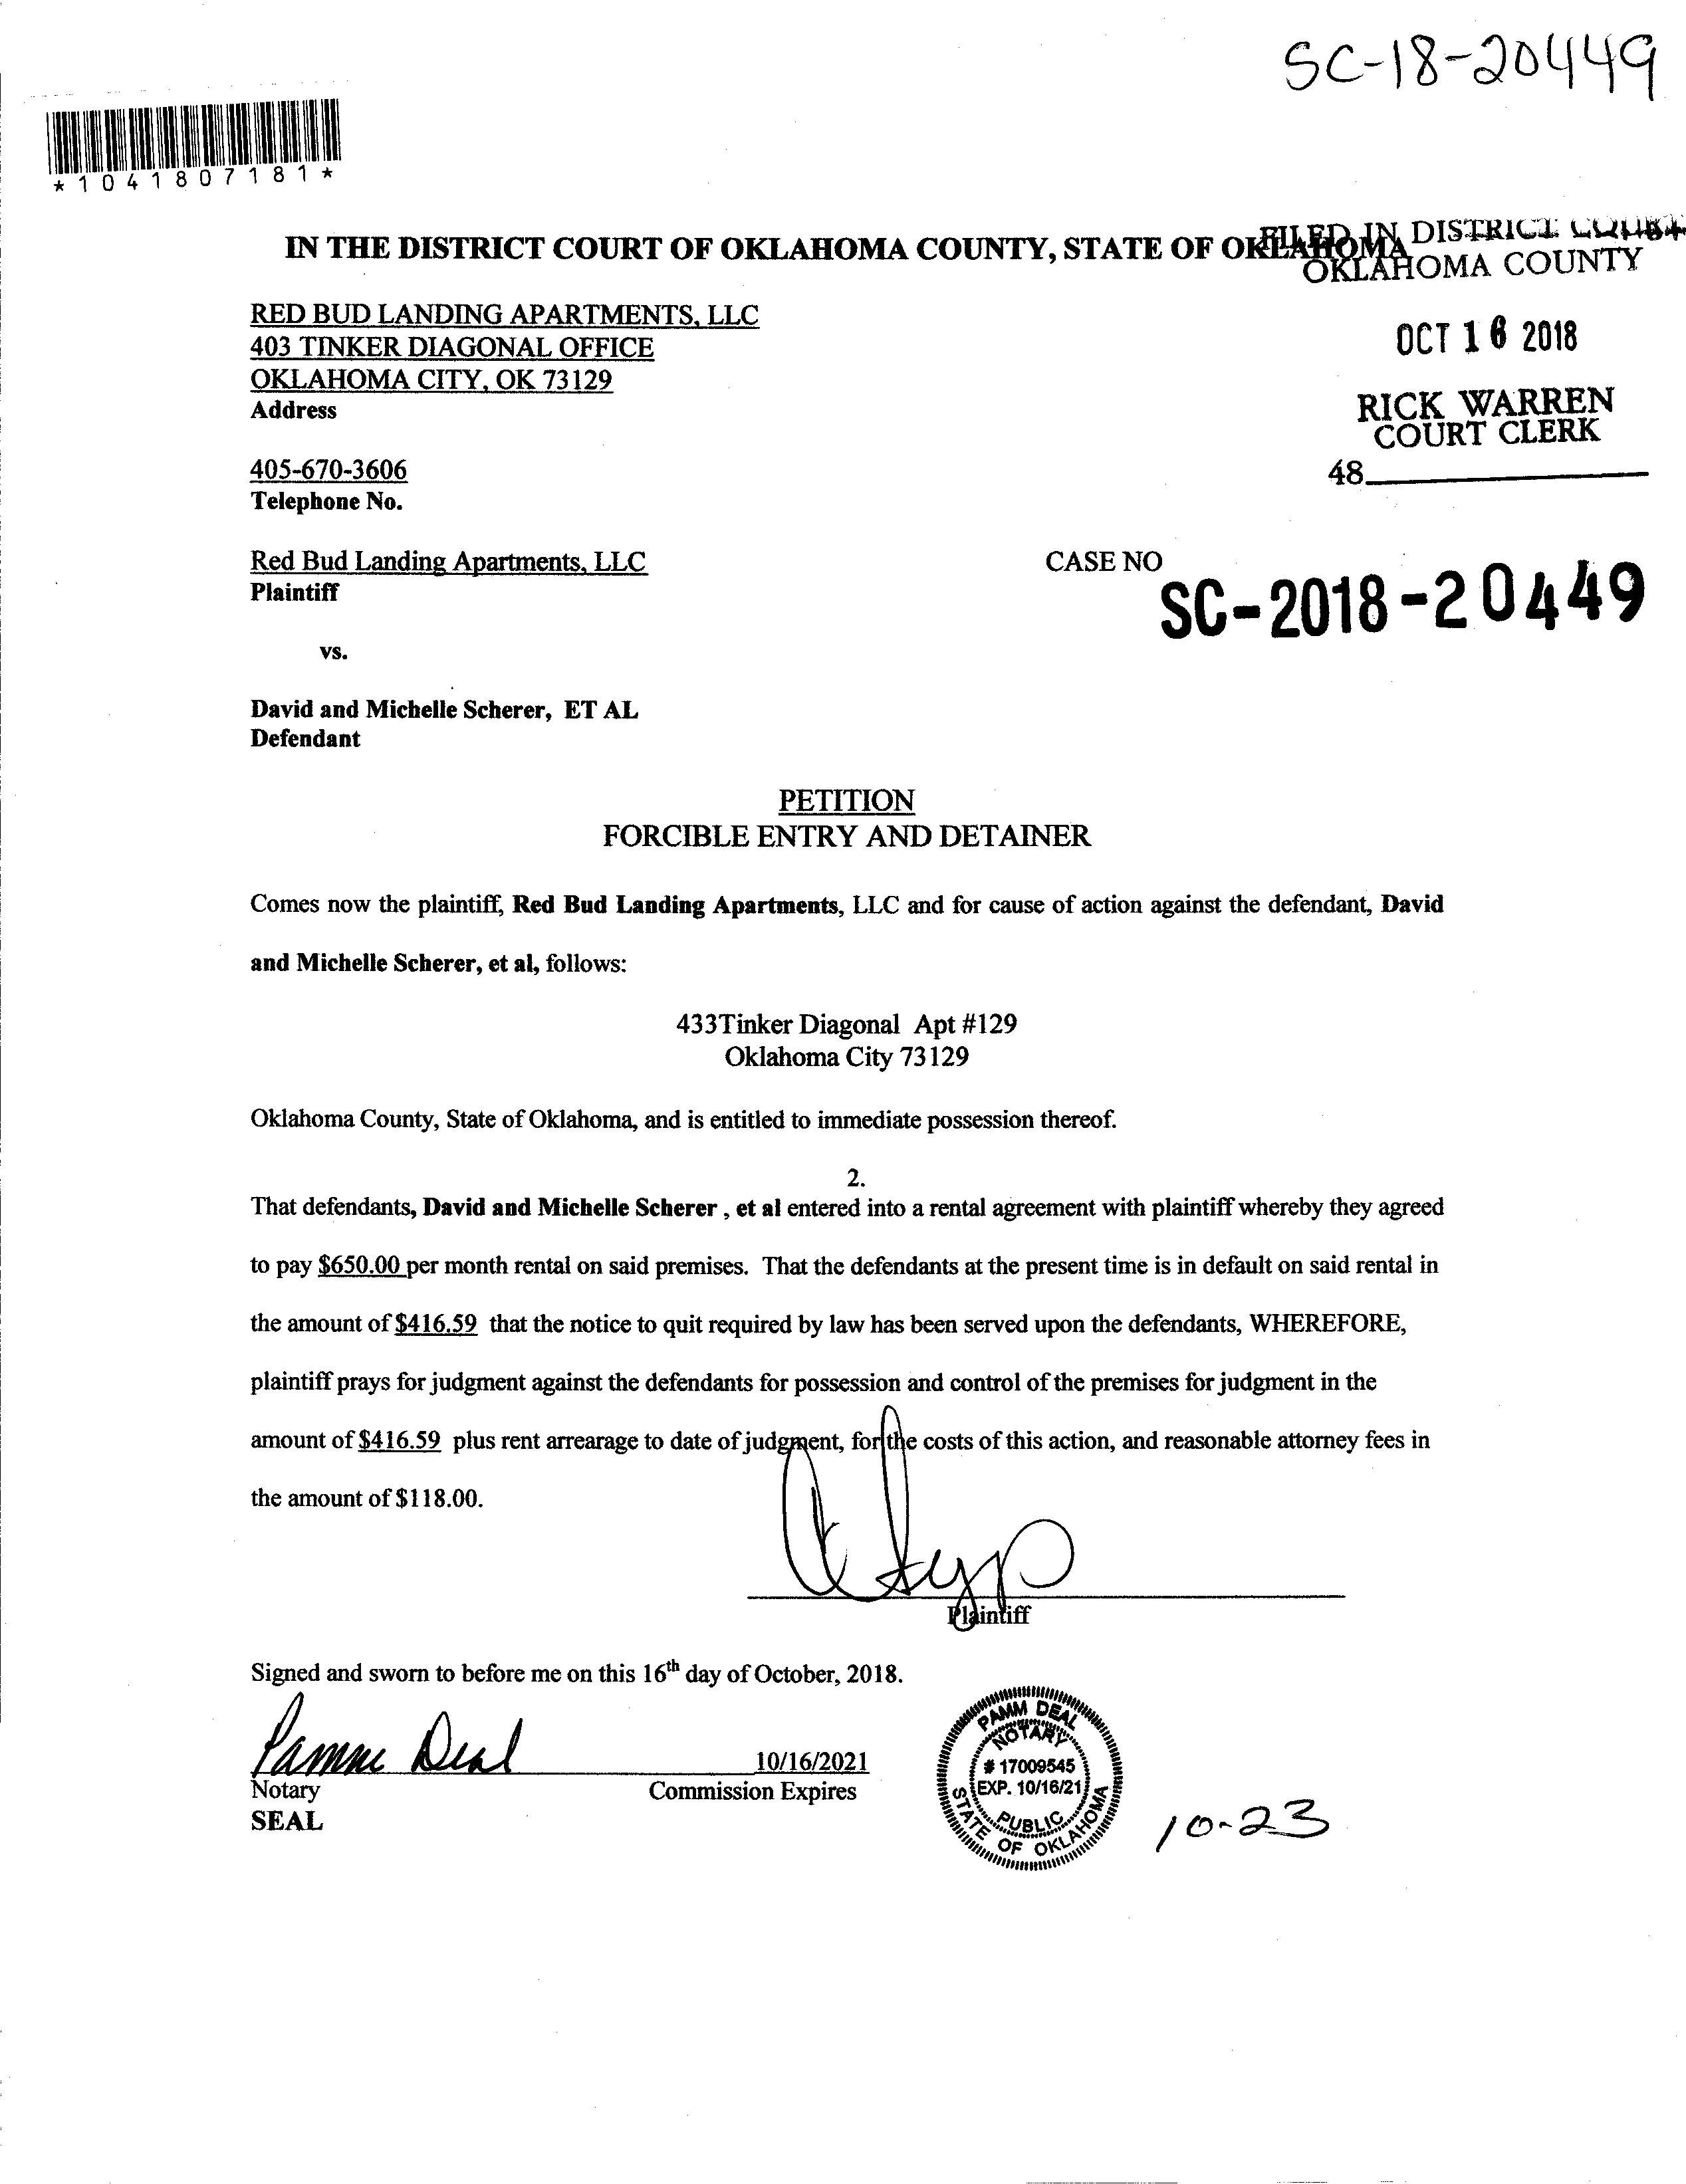 SC-18-20449
*1041807181*
IN THE DISTRICT COURT OF OKLAHOMA COUNTY, STATE OF OKLAHOMA
FILED IN DISTRICT COURT
OKLAHOMA COUNTY
RED BUD LANDING APARTMENTS, LLC
403 TINKER DIAGONAL OFFICE
OKLAHOMA CITY, OK 73129
Address
OCT 16 2018
RICK WARREN
COURT CLERK
48
405-670-3606
Telephone No.
Red Bud Landing Apartments, LLC
Plaintiff
CASE NO
SC-2018-20449
vs.
David and Michelle Scherer, ET AL
Defendant
PETITION
FORCIBLE ENTRY AND DETAINER
Comes now the plaintiff, Red Bud Landing Apartments, LLC and for cause of action against the defendant, David
and Michelle Scherer, et al, follows:
433Tinker Diagonal Apt #129
Oklahoma City 73129
Oklahoma County, State of Oklahoma, and is entitled to immediate possession thereof.
2.
That defendants, David and Michelle Scherer , et al entered into a rental agreement with plaintiff whereby they agreed
to pay $650.00 per month rental on said premises. That the defendants at the present time is in default on said rental in
the amount of $416.59 that the notice to quit required by law has been served upon the defendants, WHEREFORE,
plaintiff prays for judgment against the defendants for possession and control of the premises for judgment in the
amount of $416.59 plus rent arrearage to date of judgment, for the costs of this action, and reasonable attorney fees in
the amount of $118.00.
Plaintiff
Signed and sworn to before me on this 16th day of October, 2018.
Pamm Deal
10/16/2021
Notary
Commission Expires
SEAL
PAMM DEAL
NOTARY
# 17009545
EXP. 10/16/21
PUBLIC
STATE OF OKLAHOMA
10-23